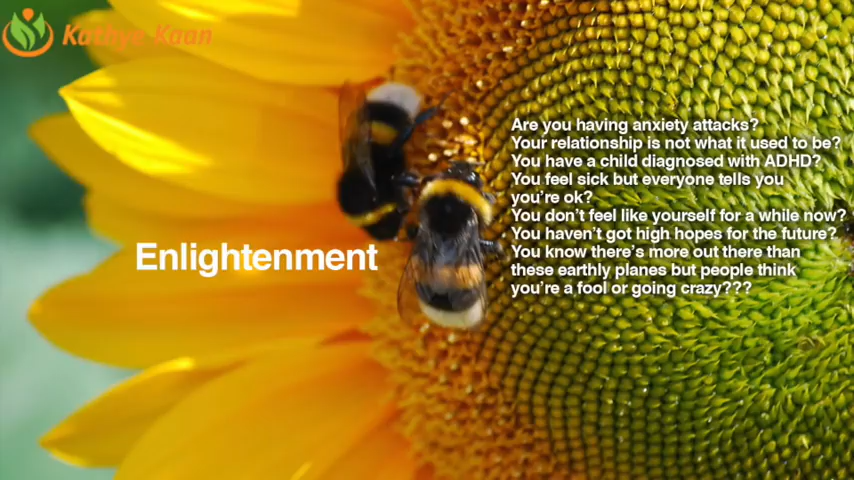 Kathye Kaan
Enlightenment
Are you having anxiety attacks?
Your relationship is not what it used to be?
You have a child diagnosed with ADHD?
You feel sick but everyone tells you
you're ok?
You don't feel like yourself for a while now?
You haven't got high hopes for the future?
You know there's more out there than
these earthly planes but people think
you're a fool or going crazy???